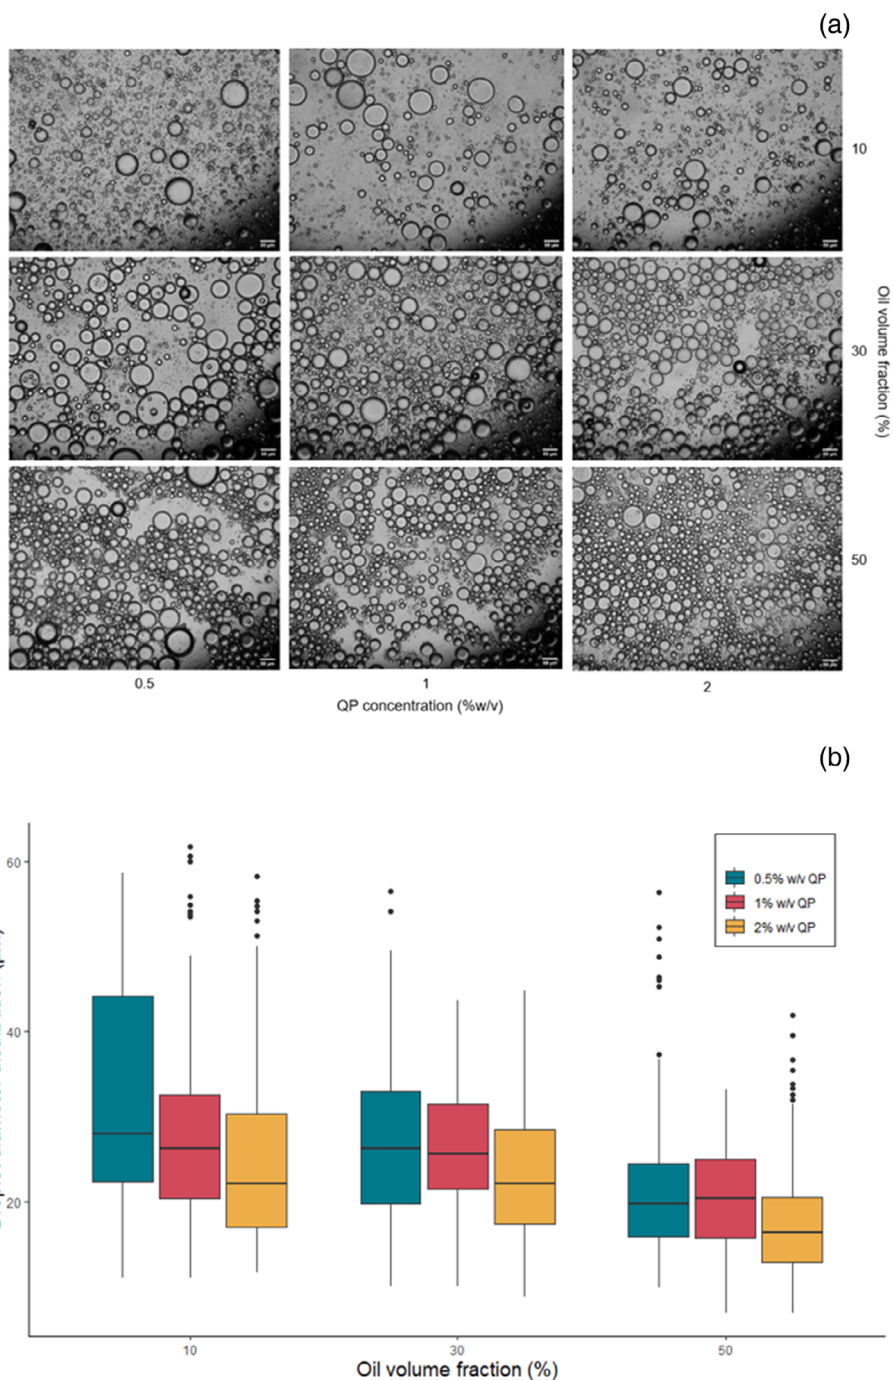 (a)
10
30
50
Oil volume fraction (%)
0.5
1
2
QP concentration (%w/v)
(b)
60
40
20
0.5% w/v QP
1% w/v QP
2% w/v QP
10
30
50
Oil volume fraction (%)